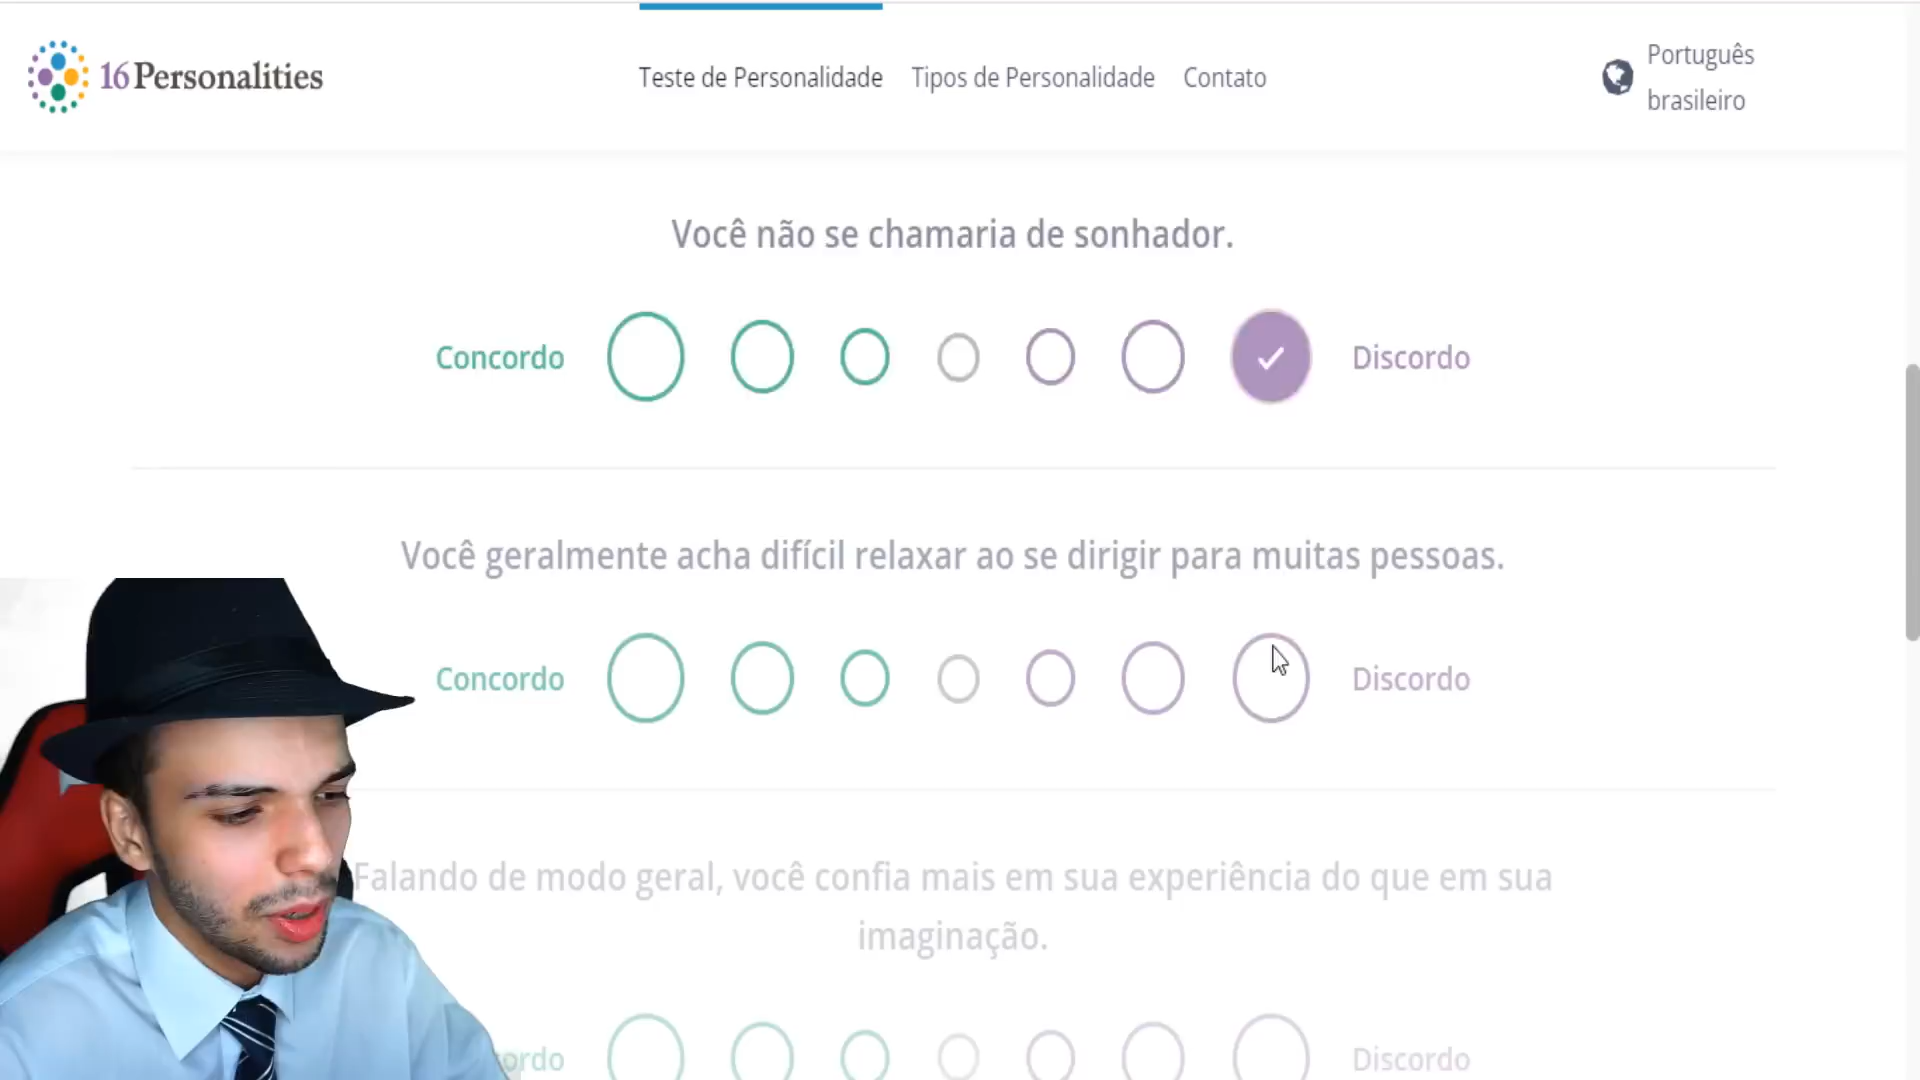 16Personalities
Teste de Personalidade
Tipos de Personalidade
Contato
Português
brasileiro
Você não se chamaria de sonhador.
Concordo
Discordo
Você geralmente acha difícil relaxar ao se dirigir para muitas pessoas.
Concordo
Discordo
Falando de modo geral, você confia mais em sua experiência do que em sua
imaginação.
ordo
Discordo